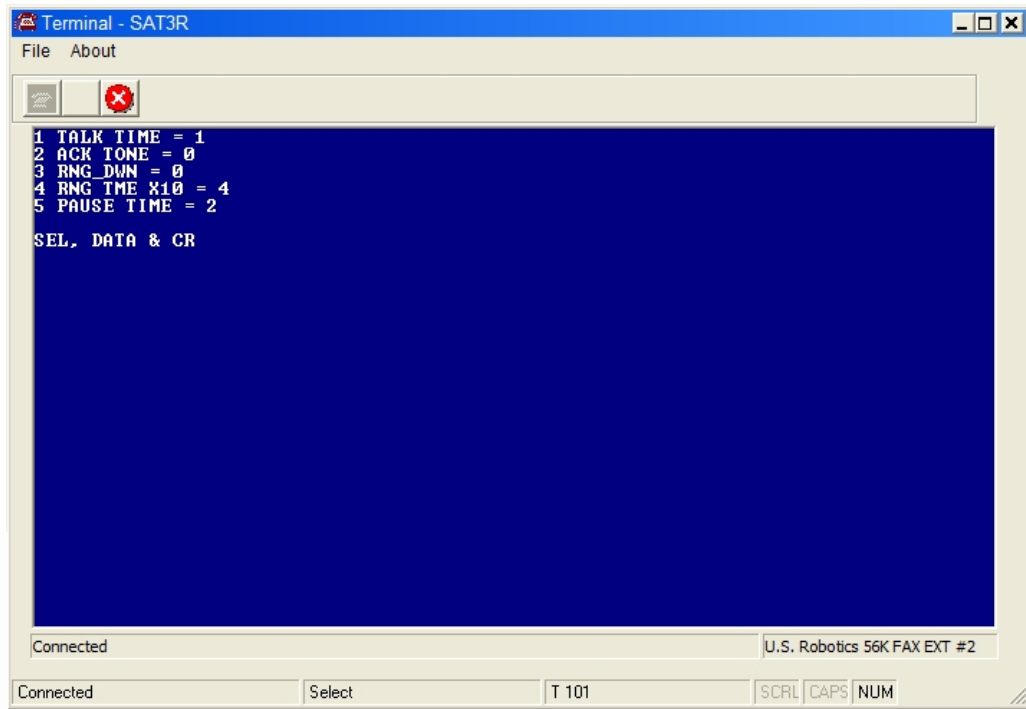 Terminal - SAT3R
File About
1 TALK TIME = 1
2 ACK TONE = 0
3 RNG_DWN = 0
4 RNG TME X10 = 4
5 PAUSE TIME = 2
SEL, DATA & CR
Connected U.S. Robotics 56K FAX EXT #2
Connected Select T 101 SCRL CAPS NUM